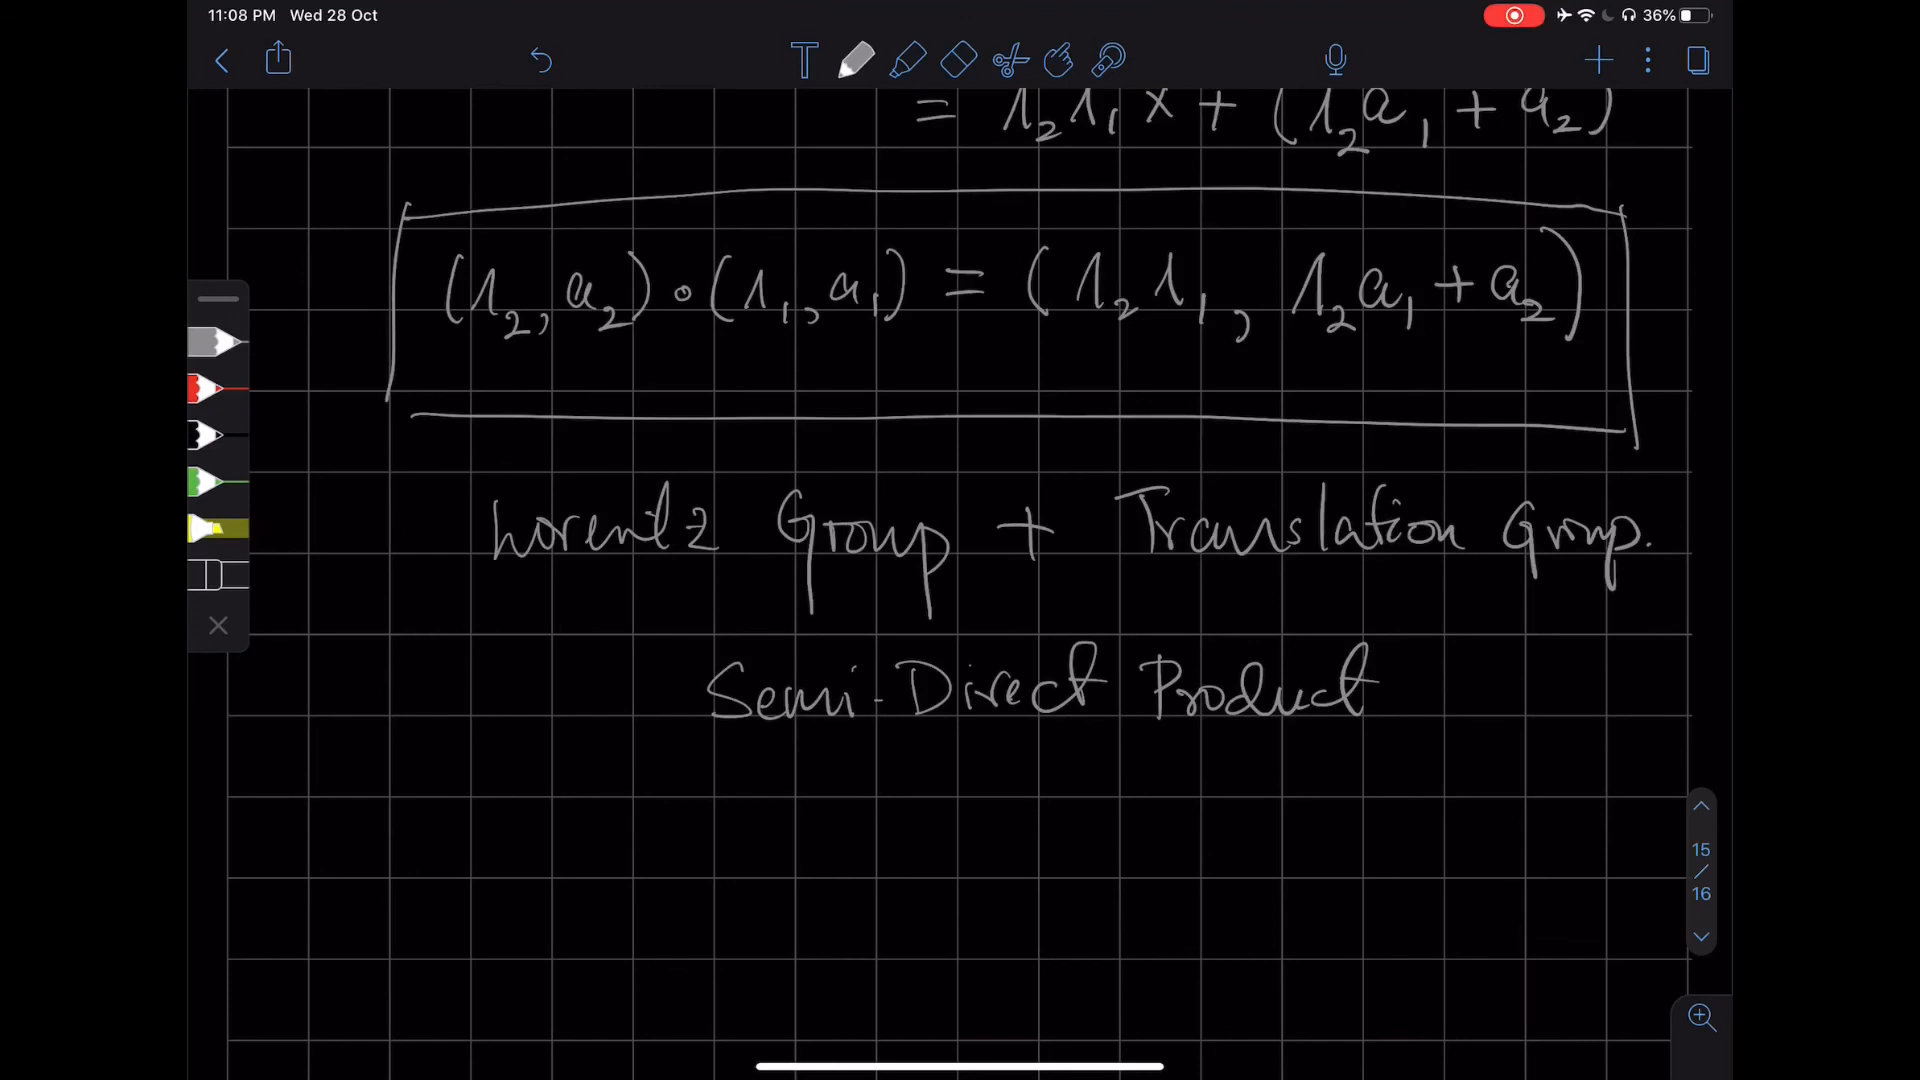 11:08 PM Wed 28 Oct
36%
= Λ₂Λ₁x + (Λ₂a₁ + a₂)
(Λ₂, a₂) ∘ (Λ₁, a₁) = (Λ₂Λ₁, Λ₂a₁ + a₂)
Lorentz Group + Translation Group.
Semi-Direct Product
15
/
16